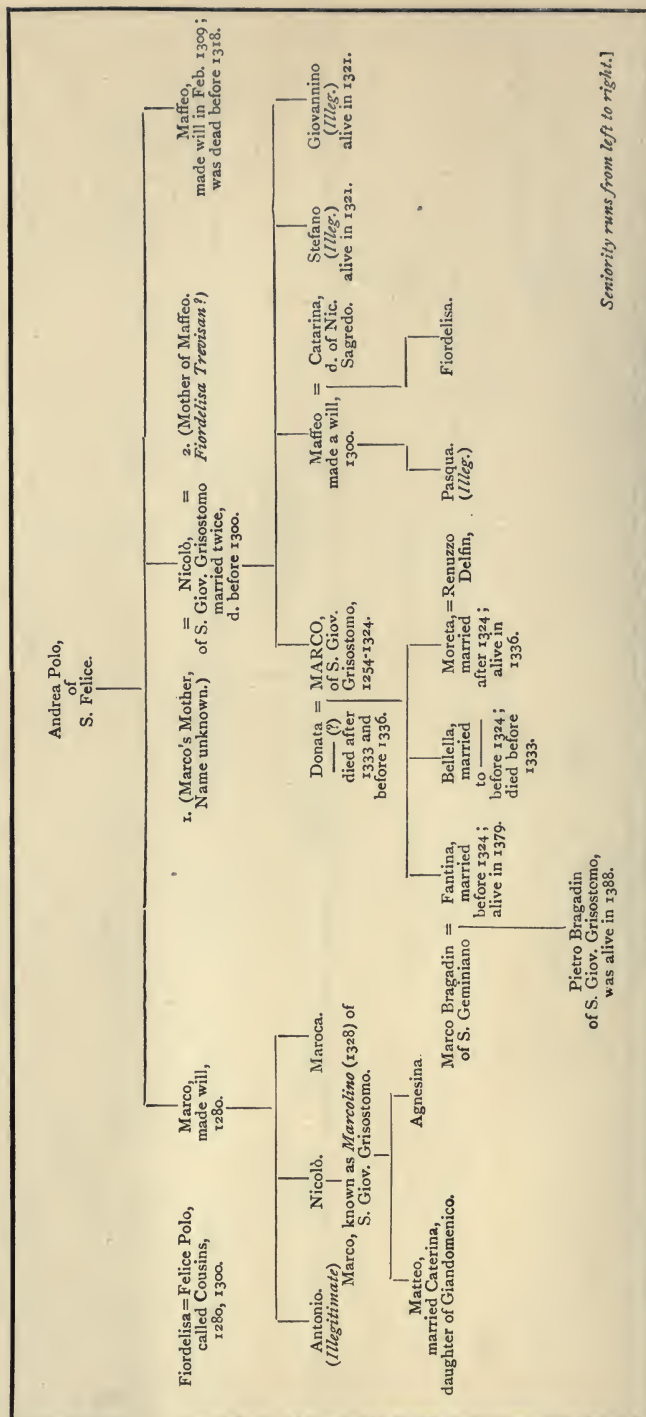 Andrea Polo,
of
S. Felice.
Fiordelisa=Felice Polo,
called Cousins,
1280, 1300.
Marco,
made will,
1280.
1. (Marco's Mother,
Name unknown.)
= Nicolò, =
of S. Giov. Grisostomo
married twice,
d. before 1300.
2. (Mother of Maffeo.
Fiordelisa Trevisan?)
Maffeo,
made will in Feb. 1309;
was dead before 1318.
Antonio.
(Illegitimate)
Nicolò.
Maroca.
Donata =
—— (?)
died after
1333 and
before 1336.
MARCO,
of S. Giov.
Grisostomo,
1254-1324.
Maffeo =
made a will,
1300.
Catarina,
d. of Nic.
Sagredo.
Stefano
(Illeg.)
alive in 1321.
Giovannino
(Illeg.)
alive in 1321.
Marco, known as Marcolino (1328) of
S. Giov. Grisostomo.
Matteo,
married Caterina,
daughter of Giandomenico.
Agnesina.
Marco Bragadin =
of S. Geminiano
Fantina,
married
before 1324;
alive in 1379.
Bellella,
married
to ——
before 1324;
died before
1333.
Moreta,=
married
after 1324;
alive in
1336.
Renuzzo
Delfin,
Pasqua.
(Illeg.)
Fiordelisa.
Pietro Bragadin
of S. Giov. Grisostomo,
was alive in 1388.
Seniority runs from left to right.]